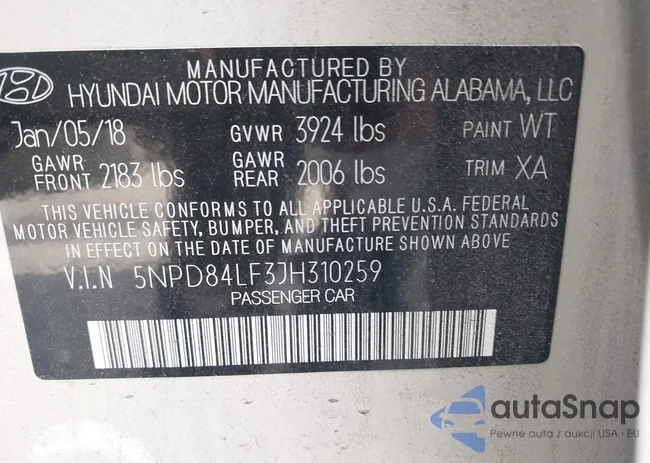 MANUFACTURED BY
HYUNDAI MOTOR MANUFACTURING ALABAMA, LLC
Jan/05/18 GVWR 3924 lbs PAINT WT
GAWR FRONT 2183 lbs GAWR REAR 2006 lbs TRIM XA
THIS VEHICLE CONFORMS TO ALL APPLICABLE U.S.A. FEDERAL
MOTOR VEHICLE SAFETY, BUMPER, AND THEFT PREVENTION STANDARDS
IN EFFECT ON THE DATE OF MANUFACTURE SHOWN ABOVE
V.I.N 5NPD84LF3JH310259
PASSENGER CAR
autaSnap
Pewne auta z aukcji USA i EU